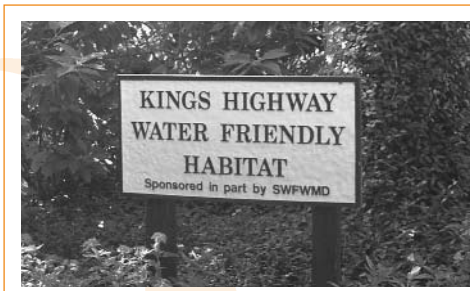 KINGS HIGHWAY
WATER FRIENDLY
HABITAT
Sponsored in part by SWFWMD